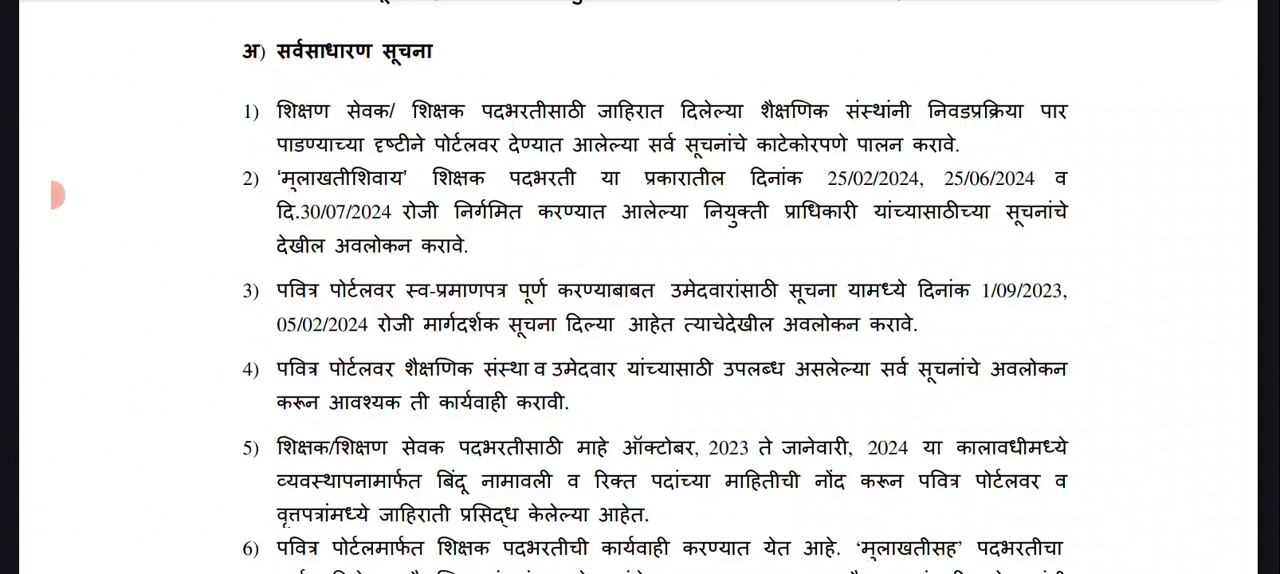 अ) सर्वसाधारण सूचना
1) शिक्षण सेवक/ शिक्षक पदभरतीसाठी जाहिरात दिलेल्या शैक्षणिक संस्थांनी निवडप्रक्रिया पार
पाडण्याच्या दृष्टीने पोर्टलवर देण्यात आलेल्या सर्व सूचनांचे काटेकोरपणे पालन करावे.
2) ‘मुलाखतीशिवाय’ शिक्षक पदभरती या प्रकारातील दिनांक 25/02/2024, 25/06/2024 व
दि.30/07/2024 रोजी निर्गमित करण्यात आलेल्या नियुक्ती प्राधिकारी यांच्यासाठीच्या सूचनांचे
देखील अवलोकन करावे.
3) पवित्र पोर्टलवर स्व-प्रमाणपत्र पूर्ण करण्याबाबत उमेदवारांसाठी सूचना यामध्ये दिनांक 1/09/2023,
05/02/2024 रोजी मार्गदर्शक सूचना दिल्या आहेत त्याचेदेखील अवलोकन करावे.
4) पवित्र पोर्टलवर शैक्षणिक संस्था व उमेदवार यांच्यासाठी उपलब्ध असलेल्या सर्व सूचनांचे अवलोकन
करून आवश्यक ती कार्यवाही करावी.
5) शिक्षक/शिक्षण सेवक पदभरतीसाठी माहे ऑक्टोबर, 2023 ते जानेवारी, 2024 या कालावधीमध्ये
व्यवस्थापनामार्फत बिंदू नामावली व रिक्त पदांच्या माहितीची नोंद करून पवित्र पोर्टलवर व
वृत्तपत्रांमध्ये जाहिराती प्रसिद्ध केलेल्या आहेत.
6) पवित्र पोर्टलमार्फत शिक्षक पदभरतीची कार्यवाही करण्यात येत आहे. ‘मुलाखतीसह’ पदभरतीचा